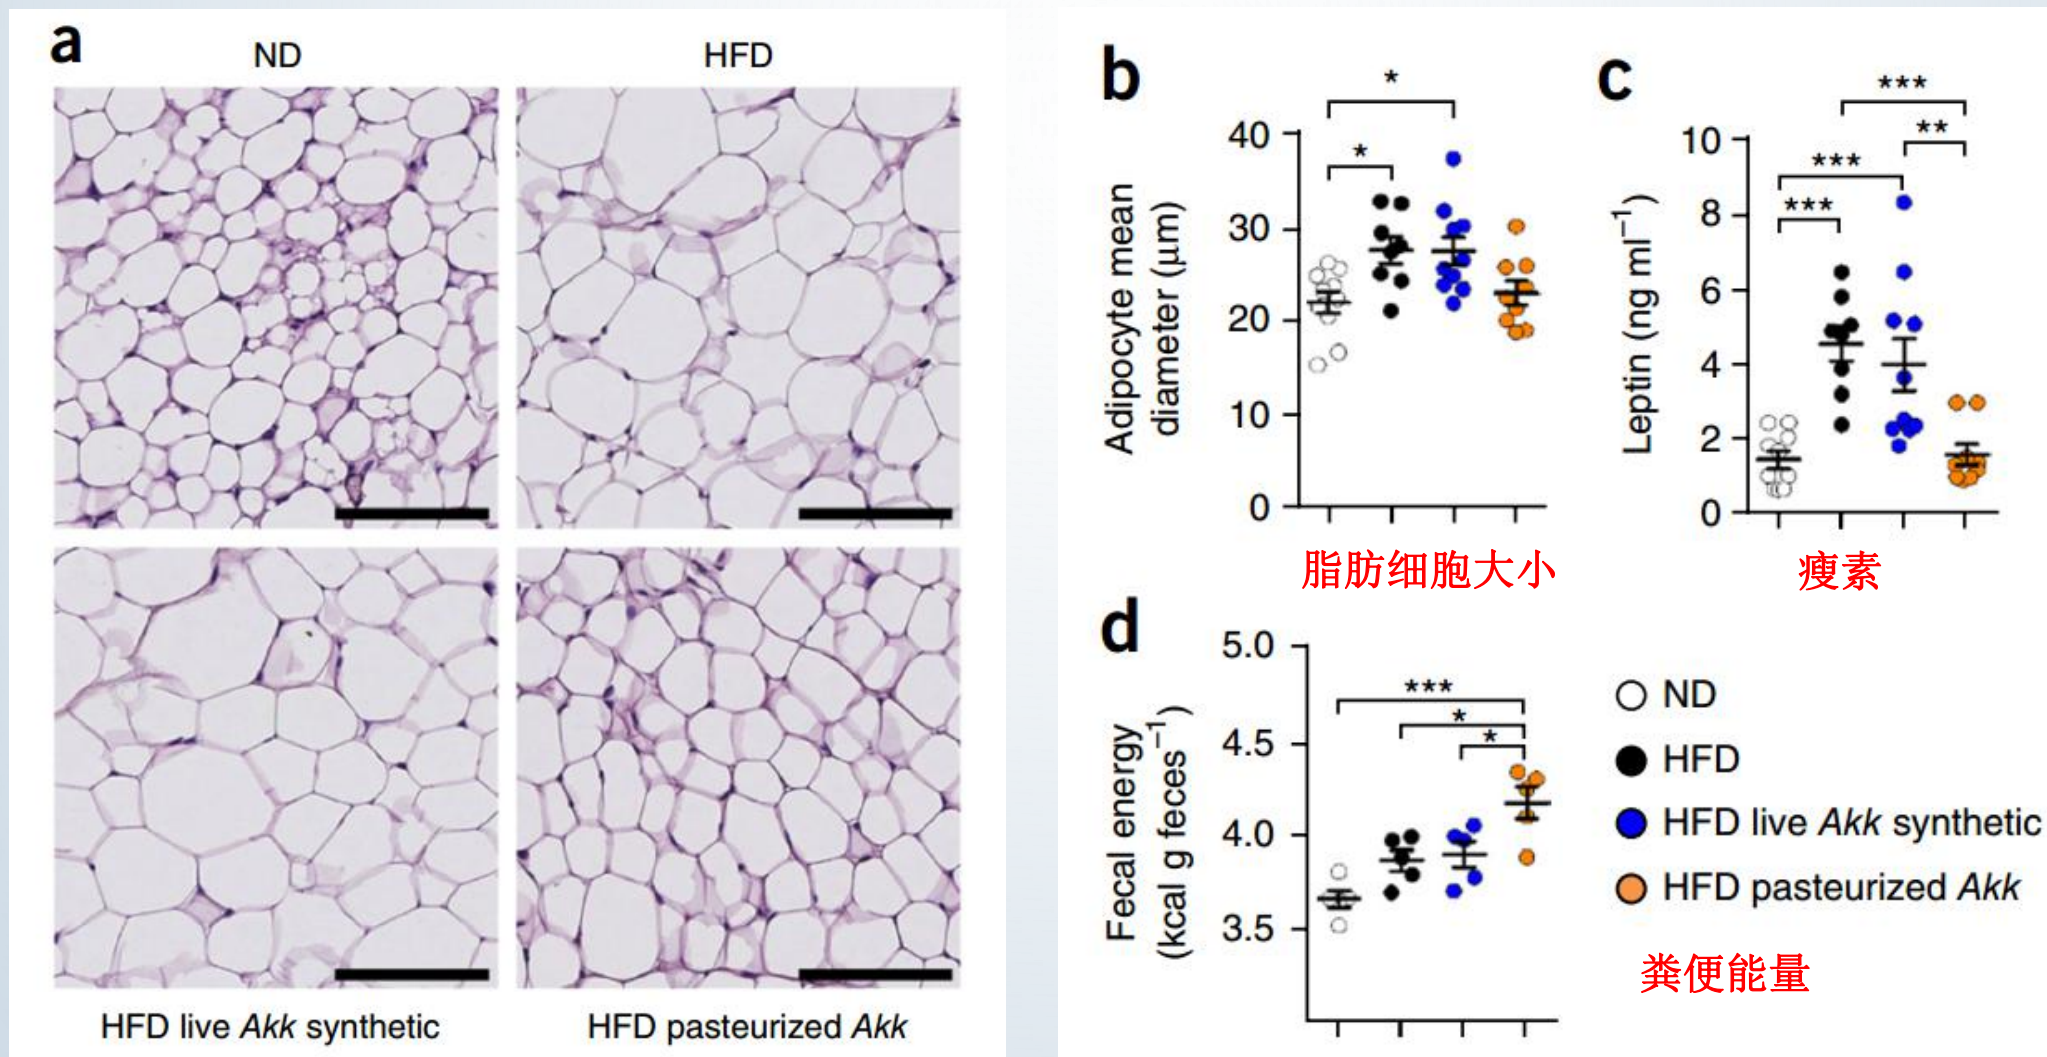 a
ND
HFD
HFD live Akk synthetic
HFD pasteurized Akk
b
*
*
40
30
20
10
0
Adipocyte mean
diameter (μm)
脂肪细胞大小
c
***
**
***
***
10
8
6
4
2
0
Leptin (ng ml⁻¹)
瘦素
d
5.0
4.5
4.0
3.5
***
*
*
Fecal energy
(kcal g feces⁻¹)
ND
HFD
HFD live Akk synthetic
HFD pasteurized Akk
粪便能量